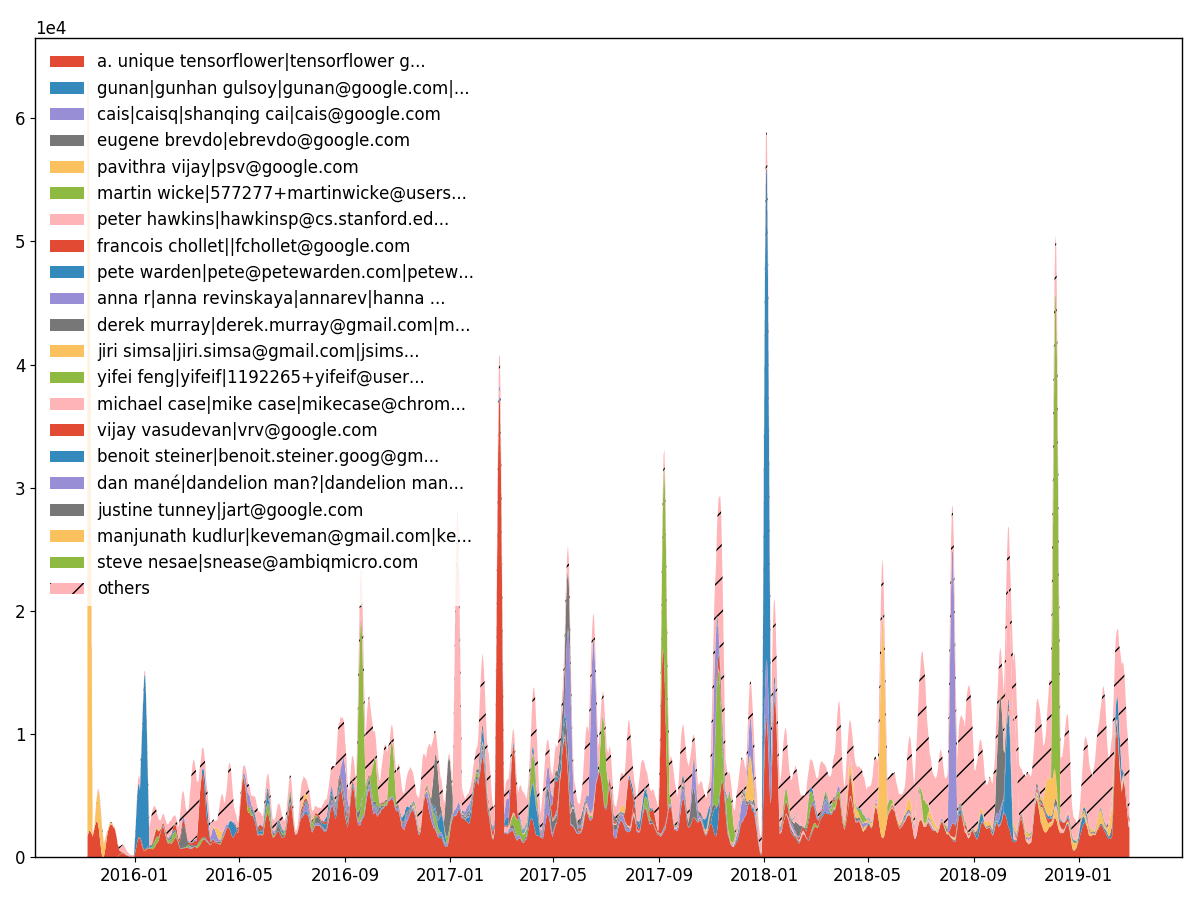 1e4
a. unique tensorflower|tensorflower g...
gunan|gunhan gulsoy|gunan@google.com|...
cais|caisq|shanqing cai|cais@google.com
eugene brevdo|ebrevdo@google.com
pavithra vijay|psv@google.com
martin wicke|577277+martinwicke@users...
peter hawkins|hawkinsp@cs.stanford.ed...
francois chollet||fchollet@google.com
pete warden|pete@petewarden.com|petew...
anna r|anna revinskaya|annarev|hanna ...
derek murray|derek.murray@gmail.com|m...
jiri simsa|jiri.simsa@gmail.com|jsims...
yifei feng|yifeif|1192265+yifeif@user...
michael case|mike case|mikecase@chrom...
vijay vasudevan|vrv@google.com
benoit steiner|benoit.steiner.goog@gm...
dan mané|dandelion man?|dandelion man...
justine tunney|jart@google.com
manjunath kudlur|keveman@gmail.com|ke...
steve nesae|snease@ambiqmicro.com
others
6
5
4
3
2
1
0
2016-01 2016-05 2016-09 2017-01 2017-05 2017-09 2018-01 2018-05 2018-09 2019-01